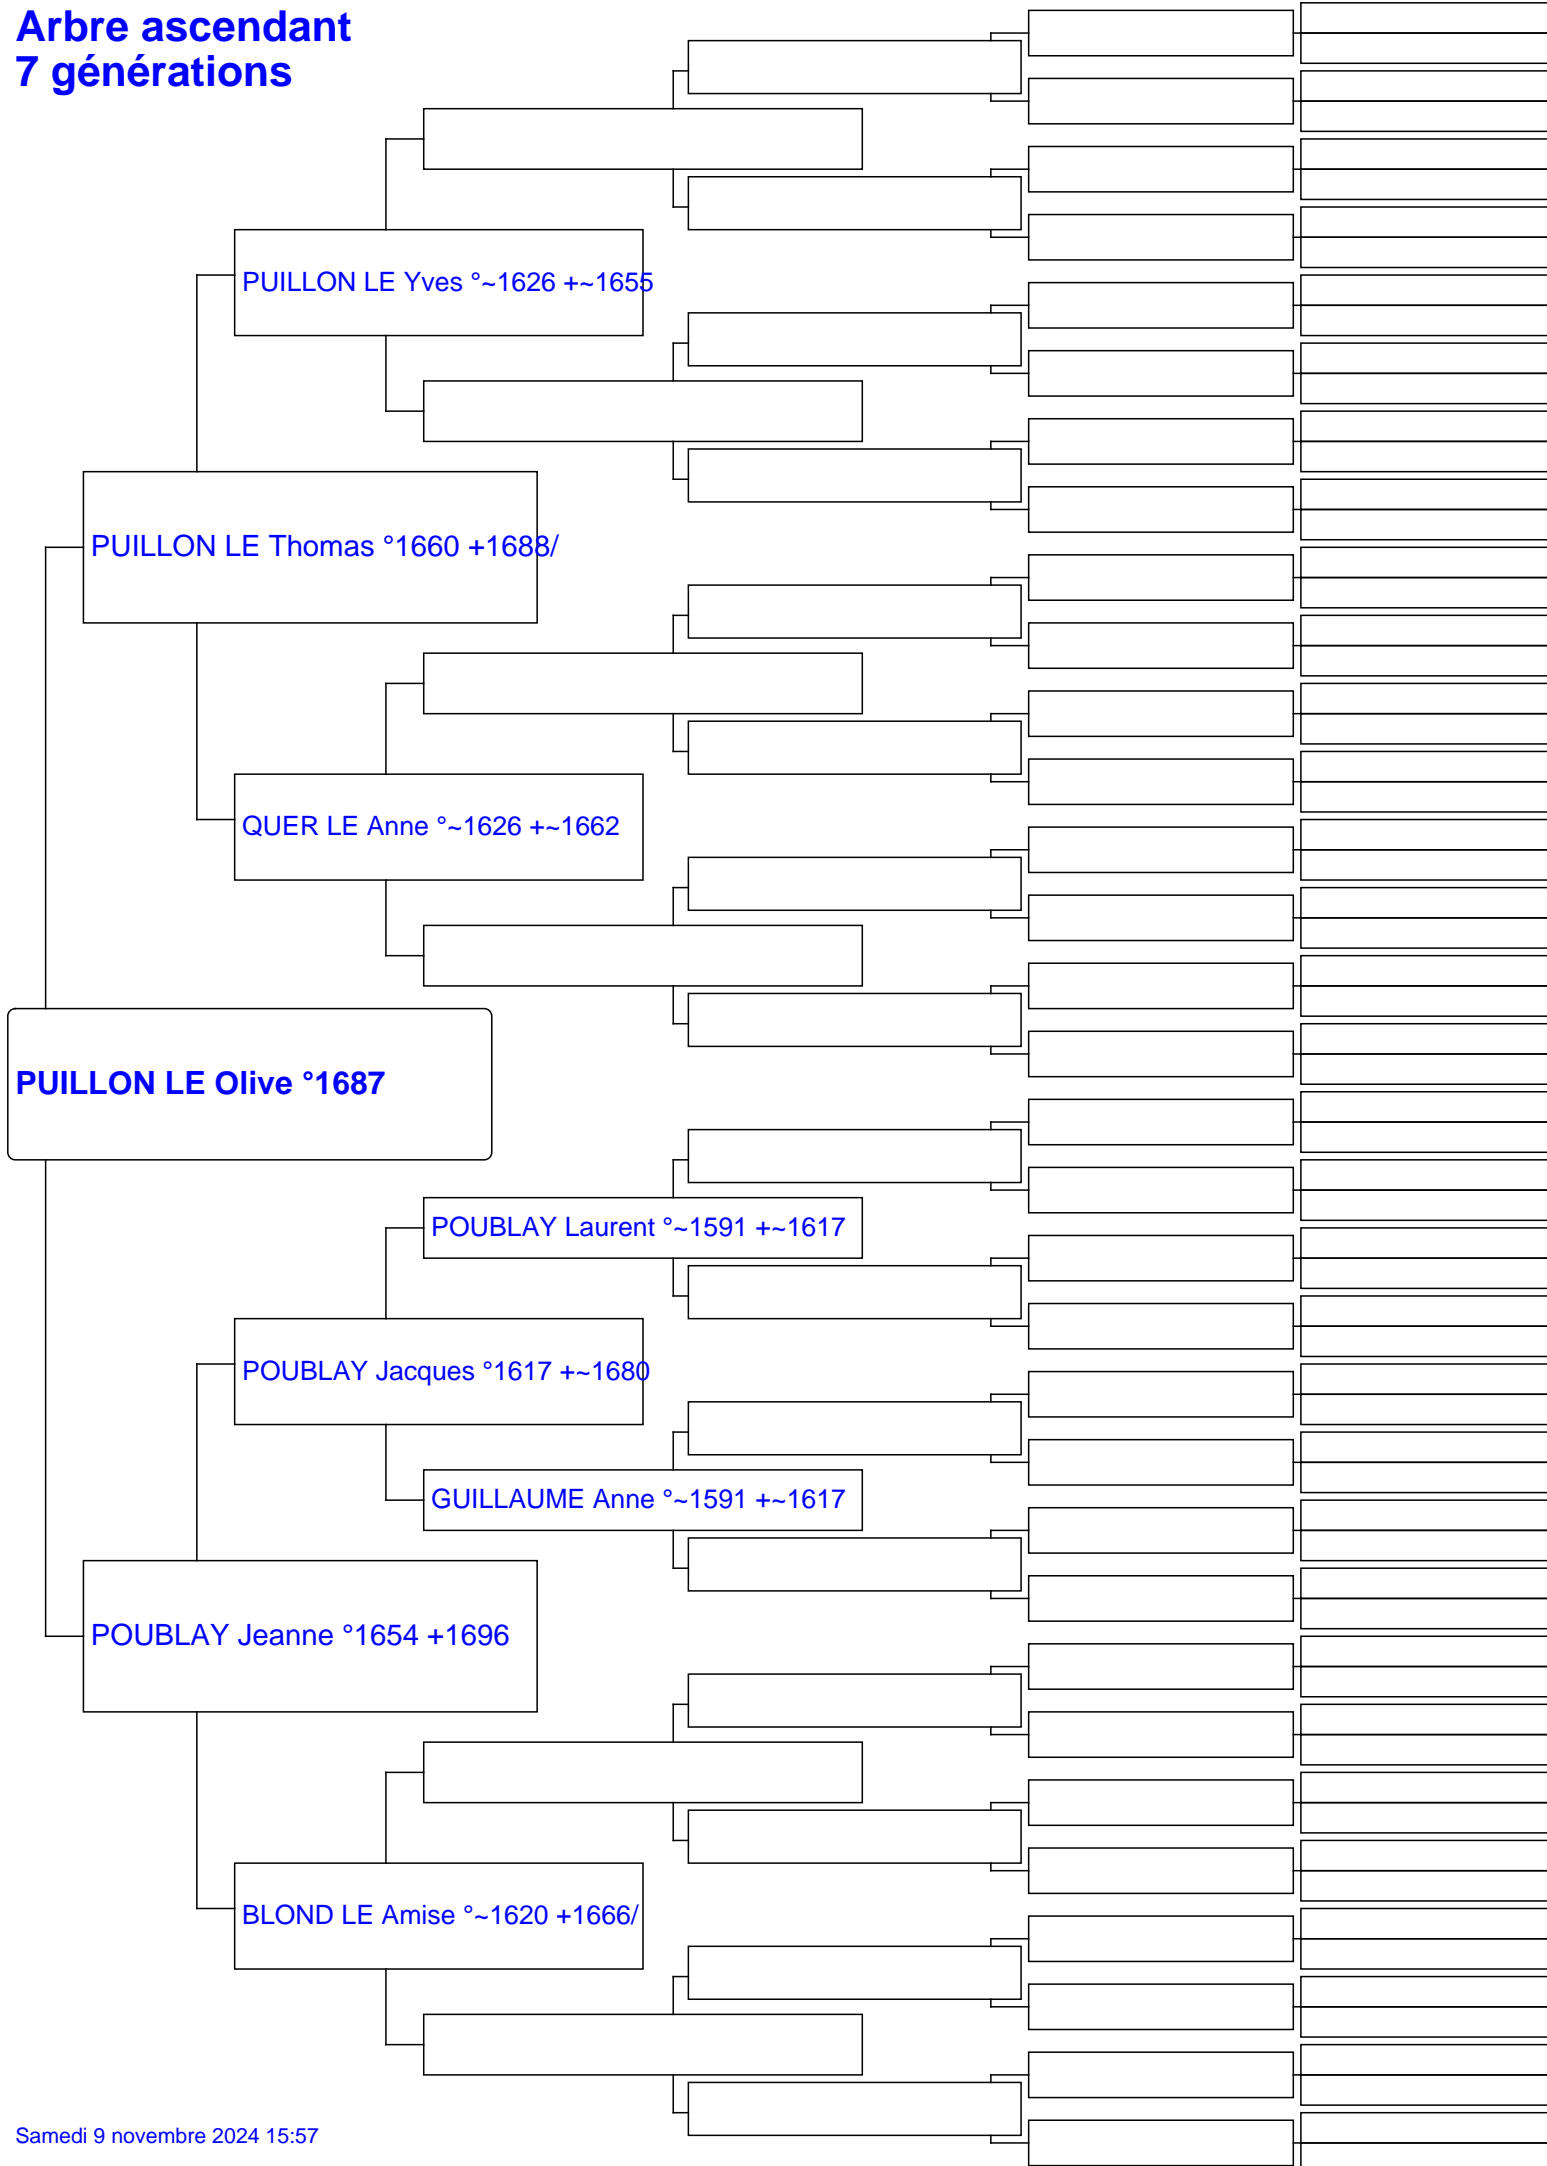 Arbre ascendant
7 générations
PUILLON LE Yves °~1626 +~1655
PUILLON LE Thomas °1660 +1688/
QUER LE Anne °~1626 +~1662
PUILLON LE Olive °1687
POUBLAY Laurent °~1591 +~1617
POUBLAY Jacques °1617 +~1680
GUILLAUME Anne °~1591 +~1617
POUBLAY Jeanne °1654 +1696
BLOND LE Amise °~1620 +1666/
Samedi 9 novembre 2024 15:57